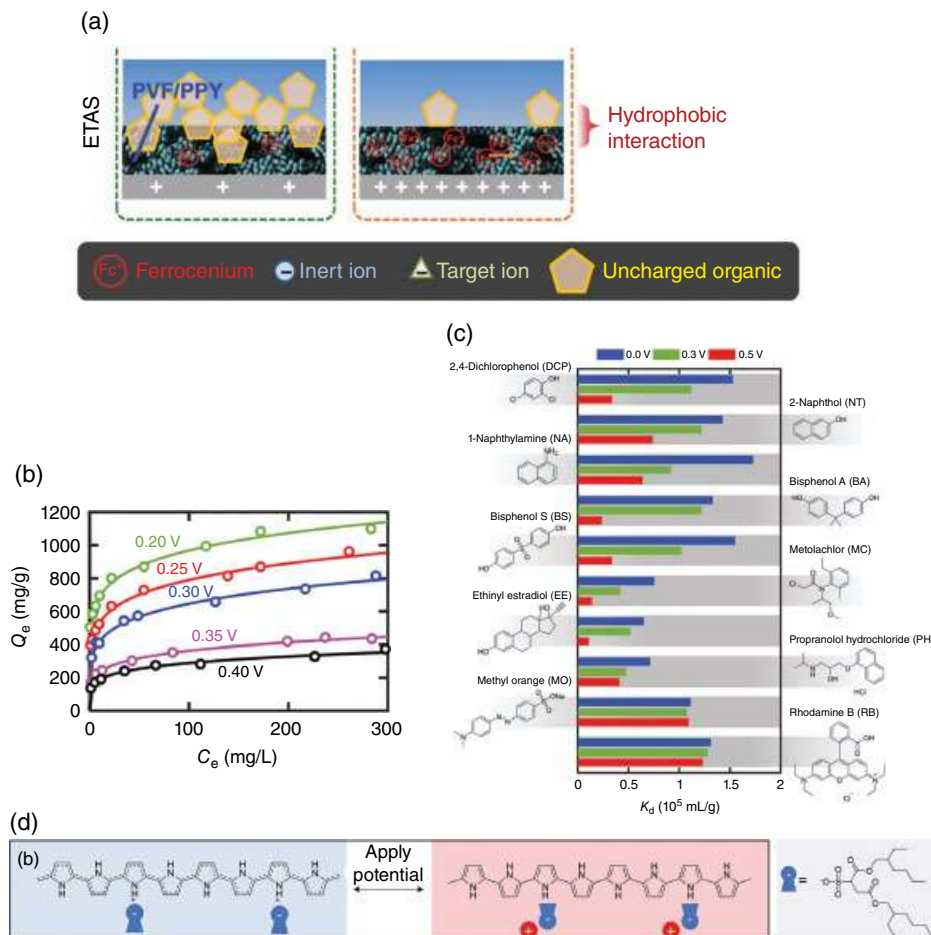 (a)
ETAS
PVF/PPY
+ + +
+ + + + + + + +
Hydrophobic
interaction
Fc+ Ferrocenium
Inert ion
Target ion
Uncharged organic
(b)
Qe (mg/g)
1200
1000
800
600
400
200
0
0.20 V
0.25 V
0.30 V
0.35 V
0.40 V
0 100 200 300
Ce (mg/L)
(c)
0.0 V 0.3 V 0.5 V
2,4-Dichlorophenol (DCP)
2-Naphthol (NT)
1-Naphthylamine (NA)
Bisphenol A (BA)
Bisphenol S (BS)
Metolachlor (MC)
Ethinyl estradiol (EE)
Propranolol hydrochloride (PH
Methyl orange (MO)
Rhodamine B (RB)
0 0.5 1 1.5 2
Kd (10⁵ mL/g)
(d)
(b)
Apply
potential
=